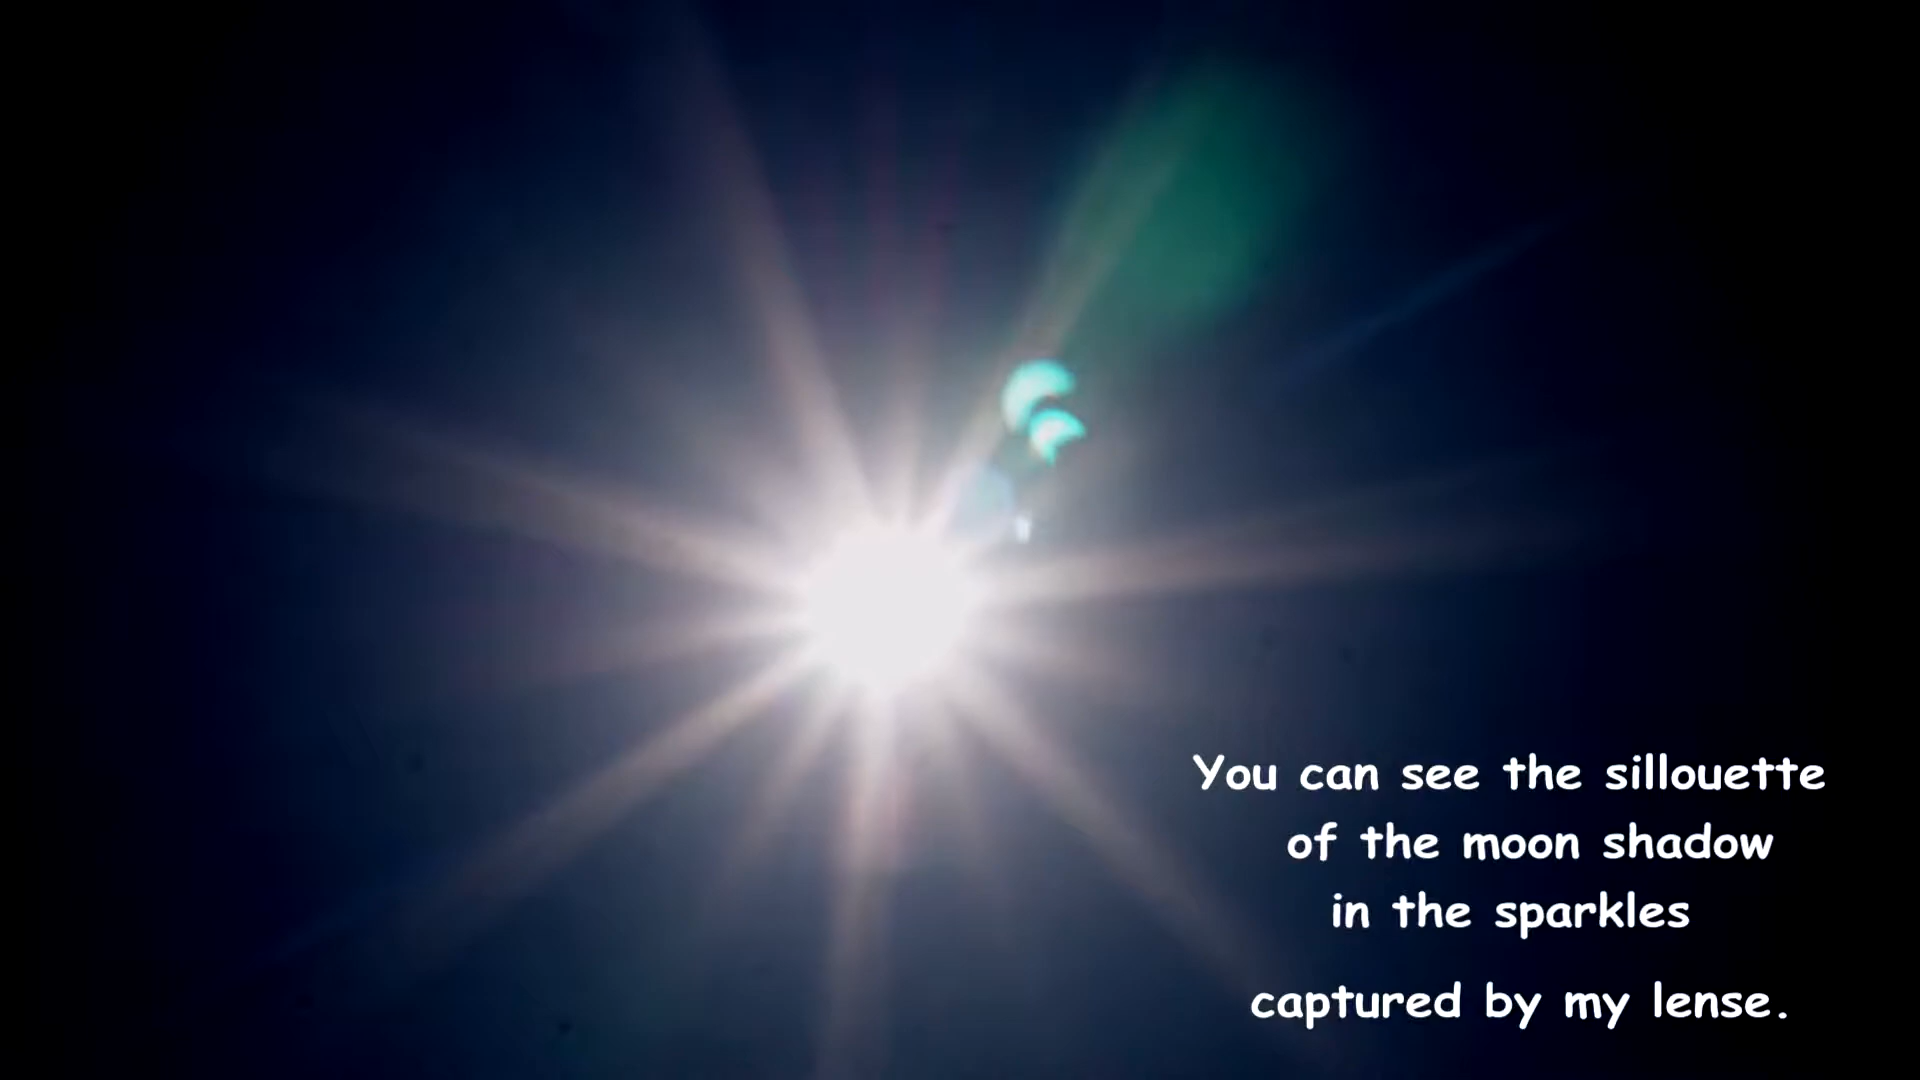 You can see the sillouette
of the moon shadow
in the sparkles
captured by my lense.